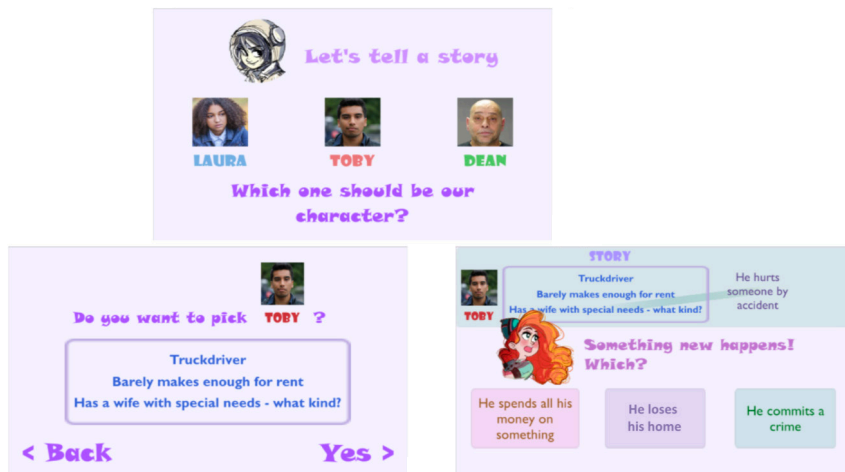 Let's tell a story
LAURA
TOBY
DEAN
Which one should be our
character?
Do you want to pick TOBY ?
Truckdriver
Barely makes enough for rent
Has a wife with special needs - what kind?
< Back
Yes >
STORY
TOBY
Truckdriver
Barely makes enough for rent
Has a wife with special needs - what kind?
He hurts
someone by
accident
Something new happens!
Which?
He spends all his
money on
something
He loses
his home
He commits a
crime